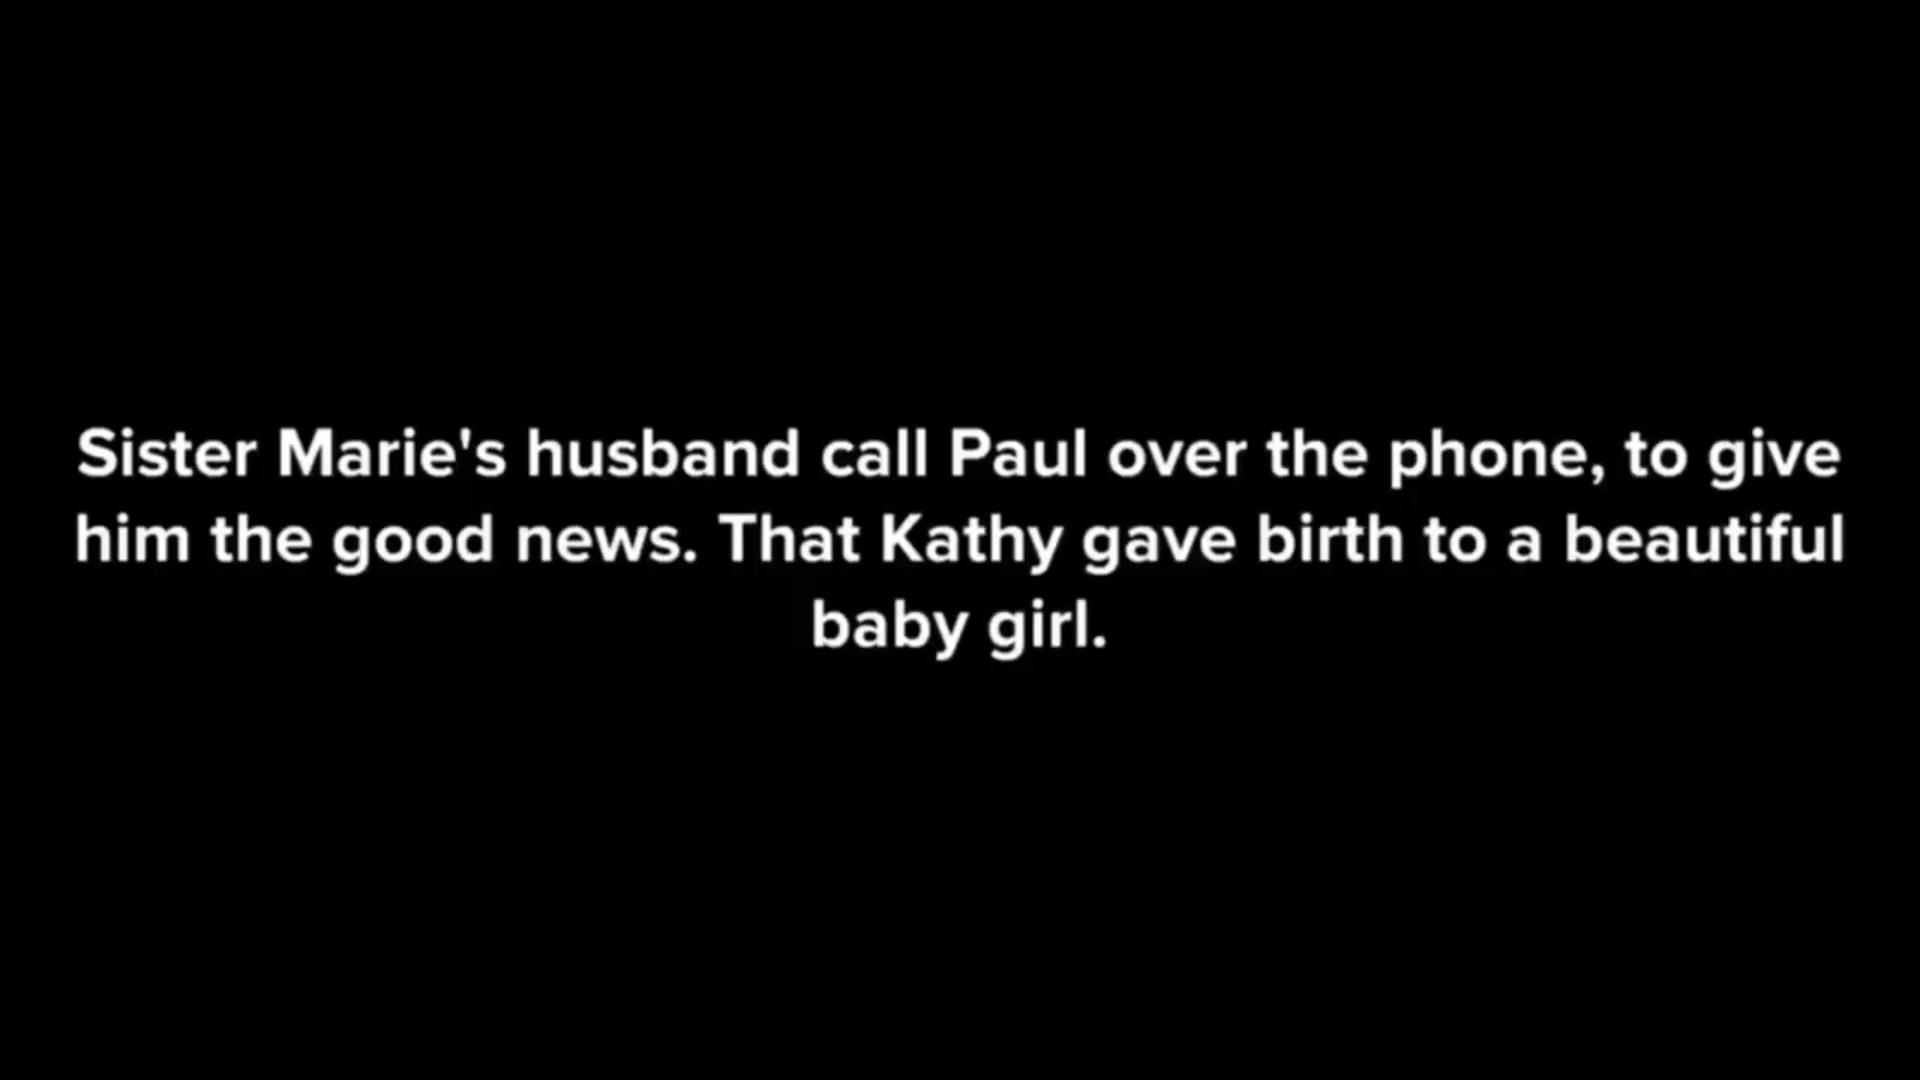 Sister Marie's husband call Paul over the phone, to give
him the good news. That Kathy gave birth to a beautiful
baby girl.